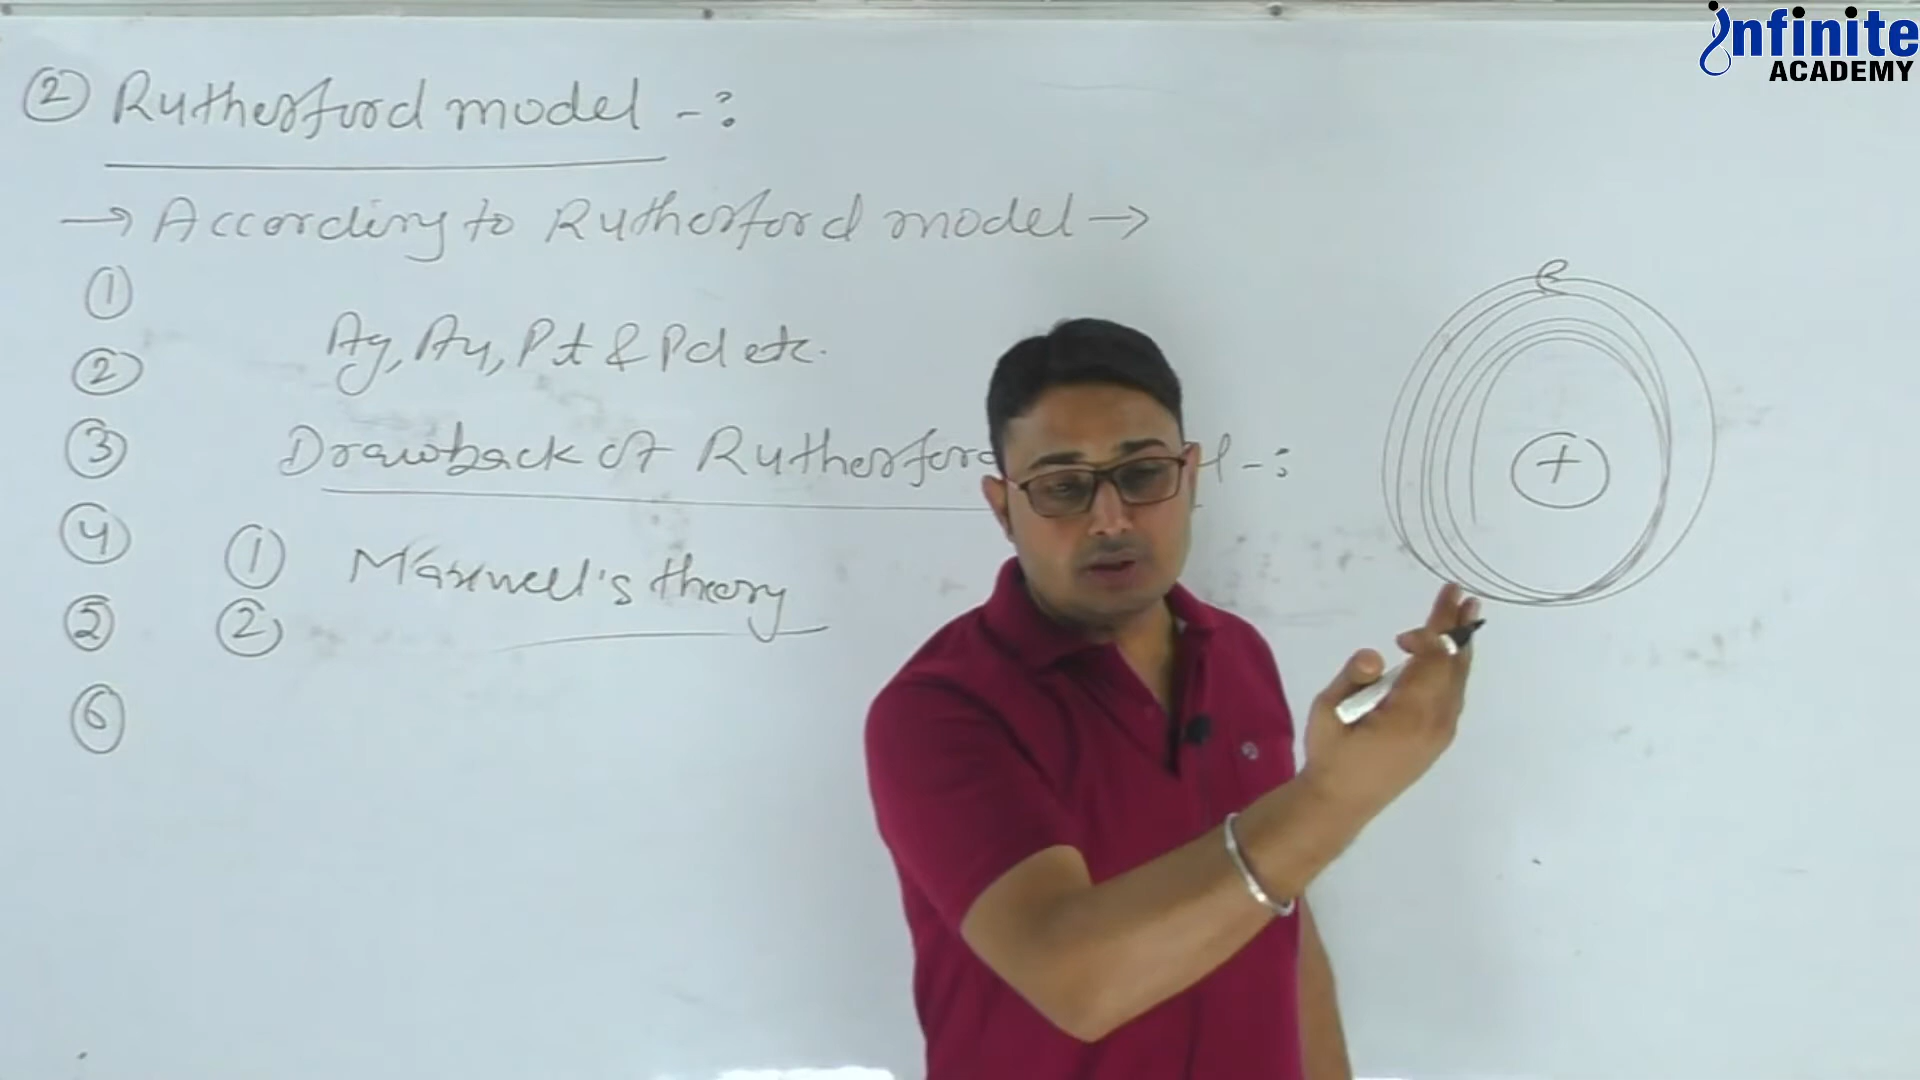 infinite
ACADEMY
② Rutherford model -:
→ According to Rutherford model →
①
② Ag, Au, Pt & Pd etc.
③ Drawback of Rutherford l -:
④ ① Maxwell's theory
⑤ ②
⑥
e
+